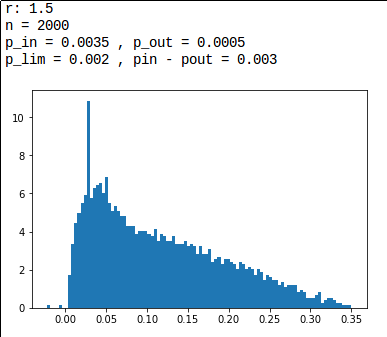 r: 1.5
n = 2000
p_in = 0.0035 , p_out = 0.0005
p_lim = 0.002 , pin - pout = 0.003
10
8
6
4
2
0
0.00 0.05 0.10 0.15 0.20 0.25 0.30 0.35